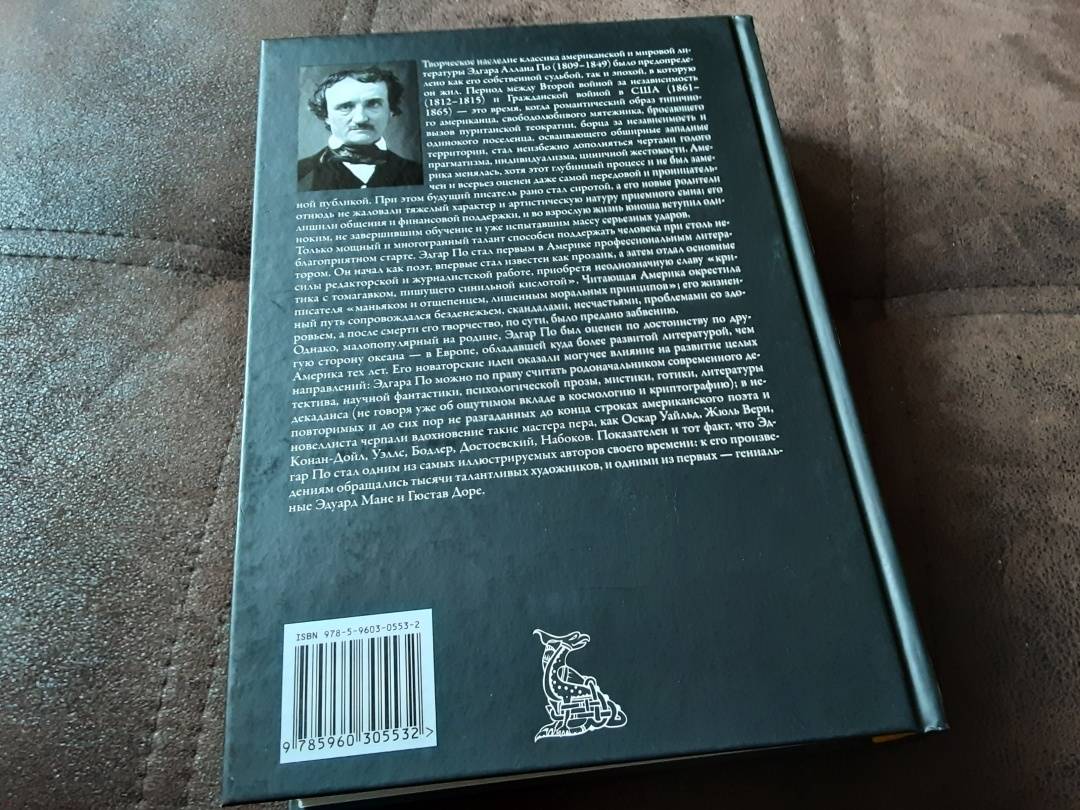 Творческое наследие классика американской и мировой ли-
тературы Эдгара Аллана По (1809–1849) было предопреде-
лено как его собственной судьбой, так и эпохой, в которую
он жил. Период между Второй войной за независимость
(1812–1815) и Гражданской войной в США (1861–
1865) — это время, когда романтический образ типично-
го американца, свободолюбивого мятежника, бросающего
вызов пуританской теократии, борца за независимость и
одинокого поселенца, осваивающего обширные западные
территории, стал неизбежно дополняться чертами голого
прагматизма, индивидуализма, циничной жестокости. Аме-
рика менялась, хотя этот глубинный процесс и не был заме-
чен и всерьез оценен даже самой передовой и проницатель-
ной публикой. При этом будущий писатель рано стал сиротой, а его новые родители
отнюдь не жаловали тяжелый характер и артистическую натуру приемного сына: его
лишили общения и финансовой поддержки, и во взрослую жизнь юноша вступил оди-
ноким, не завершившим обучение и уже испытавшим массу серьезных ударов.
Только мощный и многогранный талант способен поддержать человека при столь не-
благоприятном старте. Эдгар По стал первым в Америке профессиональным литера-
тором. Он начал как поэт, впервые стал известен как прозаик, а затем отдал основные
силы редакторской и журналистской работе, приобретя неоднозначную славу «кри-
тика с томагавком, пишущего синильной кислотой». Читающая Америка окрестила
писателя «маньяком и отщепенцем, лишенным моральных принципов»; его жизнен-
ный путь сопровождался безденежьем, скандалами, несчастьями, проблемами со здо-
ровьем, а после смерти его творчество, по сути, было предано забвению.
Однако, малопопулярный на родине, Эдгар По был оценен по достоинству по дру-
гую сторону океана — в Европе, обладавшей куда более развитой литературой, чем
Америка тех лет. Его новаторские идеи оказали могучее влияние на развитие целых
направлений: Эдгара По можно по праву считать родоначальником современного де-
тектива, научной фантастики, психологической прозы, мистики, готики, литературы
декаданса (не говоря уже об ощутимом вкладе в космологию и криптографию); в не-
повторимых и до сих пор не разгаданных до конца строках американского поэта и
новеллиста черпали вдохновение такие мастера пера, как Оскар Уайльд, Жюль Верн,
Конан-Дойл, Уэллс, Бодлер, Достоевский, Набоков. Показателен и тот факт, что Эд-
гар По стал одним из самых иллюстрируемых авторов своего времени: к его произве-
дениям обращались тысячи талантливых художников, и одними из первых — гениаль-
ные Эдуард Мане и Гюстав Доре.
ISBN 978-5-9603-0553-2
9 785960 305532 >